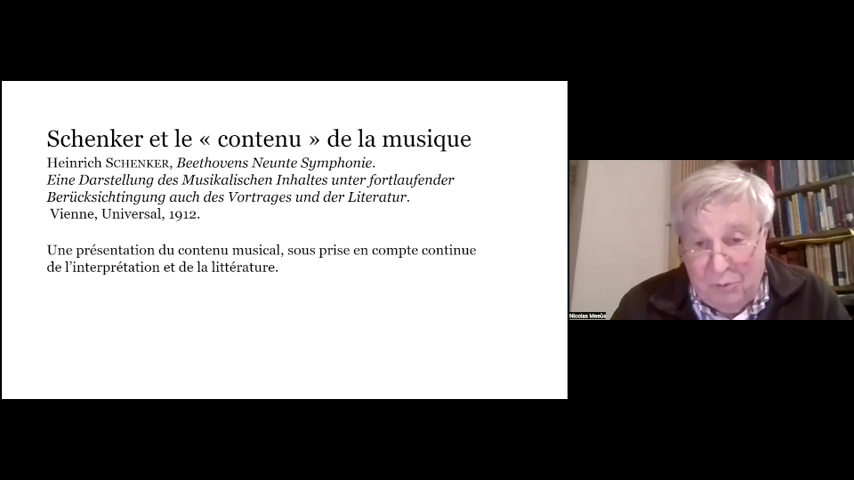 Schenker et le « contenu » de la musique
Heinrich SCHENKER, Beethovens Neunte Symphonie.
Eine Darstellung des Musikalischen Inhaltes unter fortlaufender
Berücksichtingung auch des Vortrages und der Literatur.
Vienne, Universal, 1912.
Une présentation du contenu musical, sous prise en compte continue
de l'interprétation et de la littérature.
Nicolas Meeùs